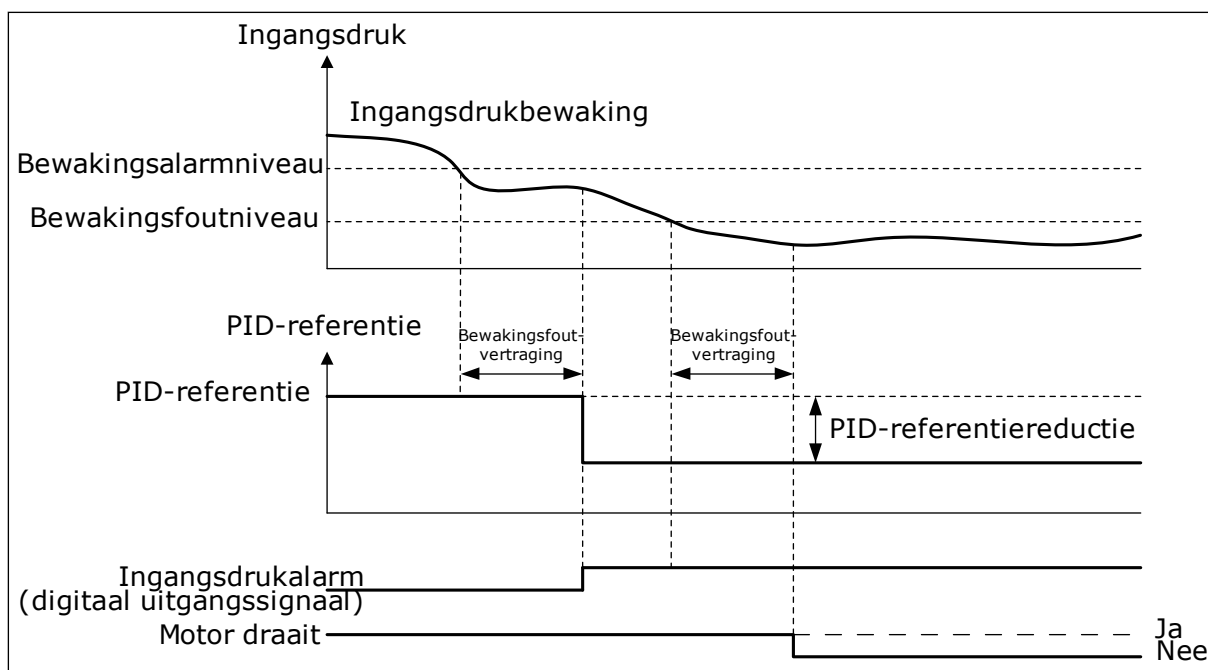 Ingangsdruk
Ingangsdrukbewaking
Bewakingsalarmniveau
Bewakingsfoutniveau
PID-referentie
Bewakingsfout-
vertraging
Bewakingsfout-
vertraging
PID-referentie
PID-referentiereductie
Ingangsdrukalarm
(digitaal uitgangssignaal)
Motor draait
Ja
Nee